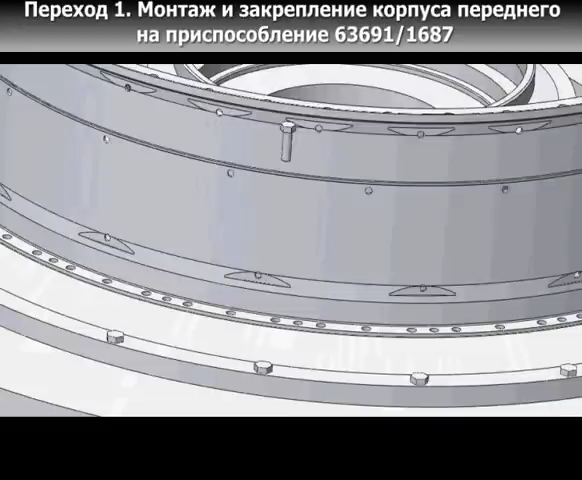 Переход 1. Монтаж и закрепление корпуса переднего
на приспособление 63691/1687